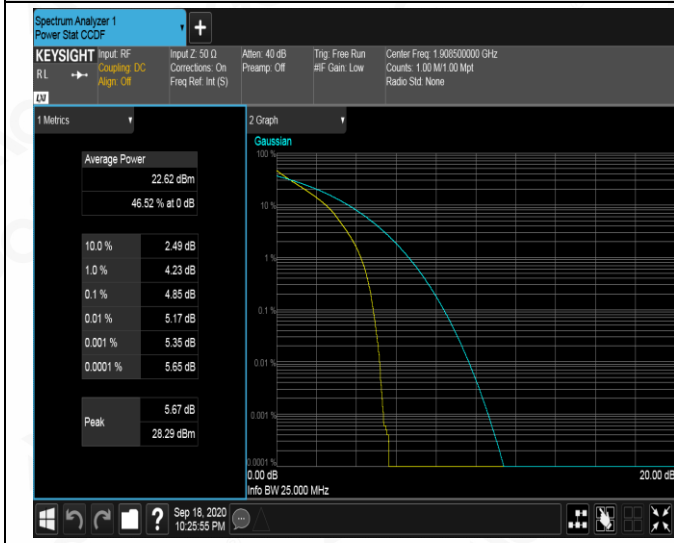 Spectrum Analyzer 1
Power Stat CCDF
+
KEYSIGHT
RL
LXI
Input: RF
Coupling: DC
Align: Off
Input Z: 50 Ω
Corrections: On
Freq Ref: Int (S)
Atten: 40 dB
Preamp: Off
Trig: Free Run
#IF Gain: Low
Center Freq: 1.908500000 GHz
Counts: 1.00 M/1.00 Mpt
Radio Std: None
1 Metrics
Average Power
22.62 dBm
46.52 % at 0 dB
10.0 % 2.49 dB
1.0 % 4.23 dB
0.1 % 4.85 dB
0.01 % 5.17 dB
0.001 % 5.35 dB
0.0001 % 5.65 dB
Peak
5.67 dB
28.29 dBm
2 Graph
Gaussian
100 %
10 %
1 %
0.1 %
0.01 %
0.001 %
0.0001 %
0.00 dB 20.00 dB
Info BW 25.000 MHz
?
Sep 18, 2020
10:25:55 PM